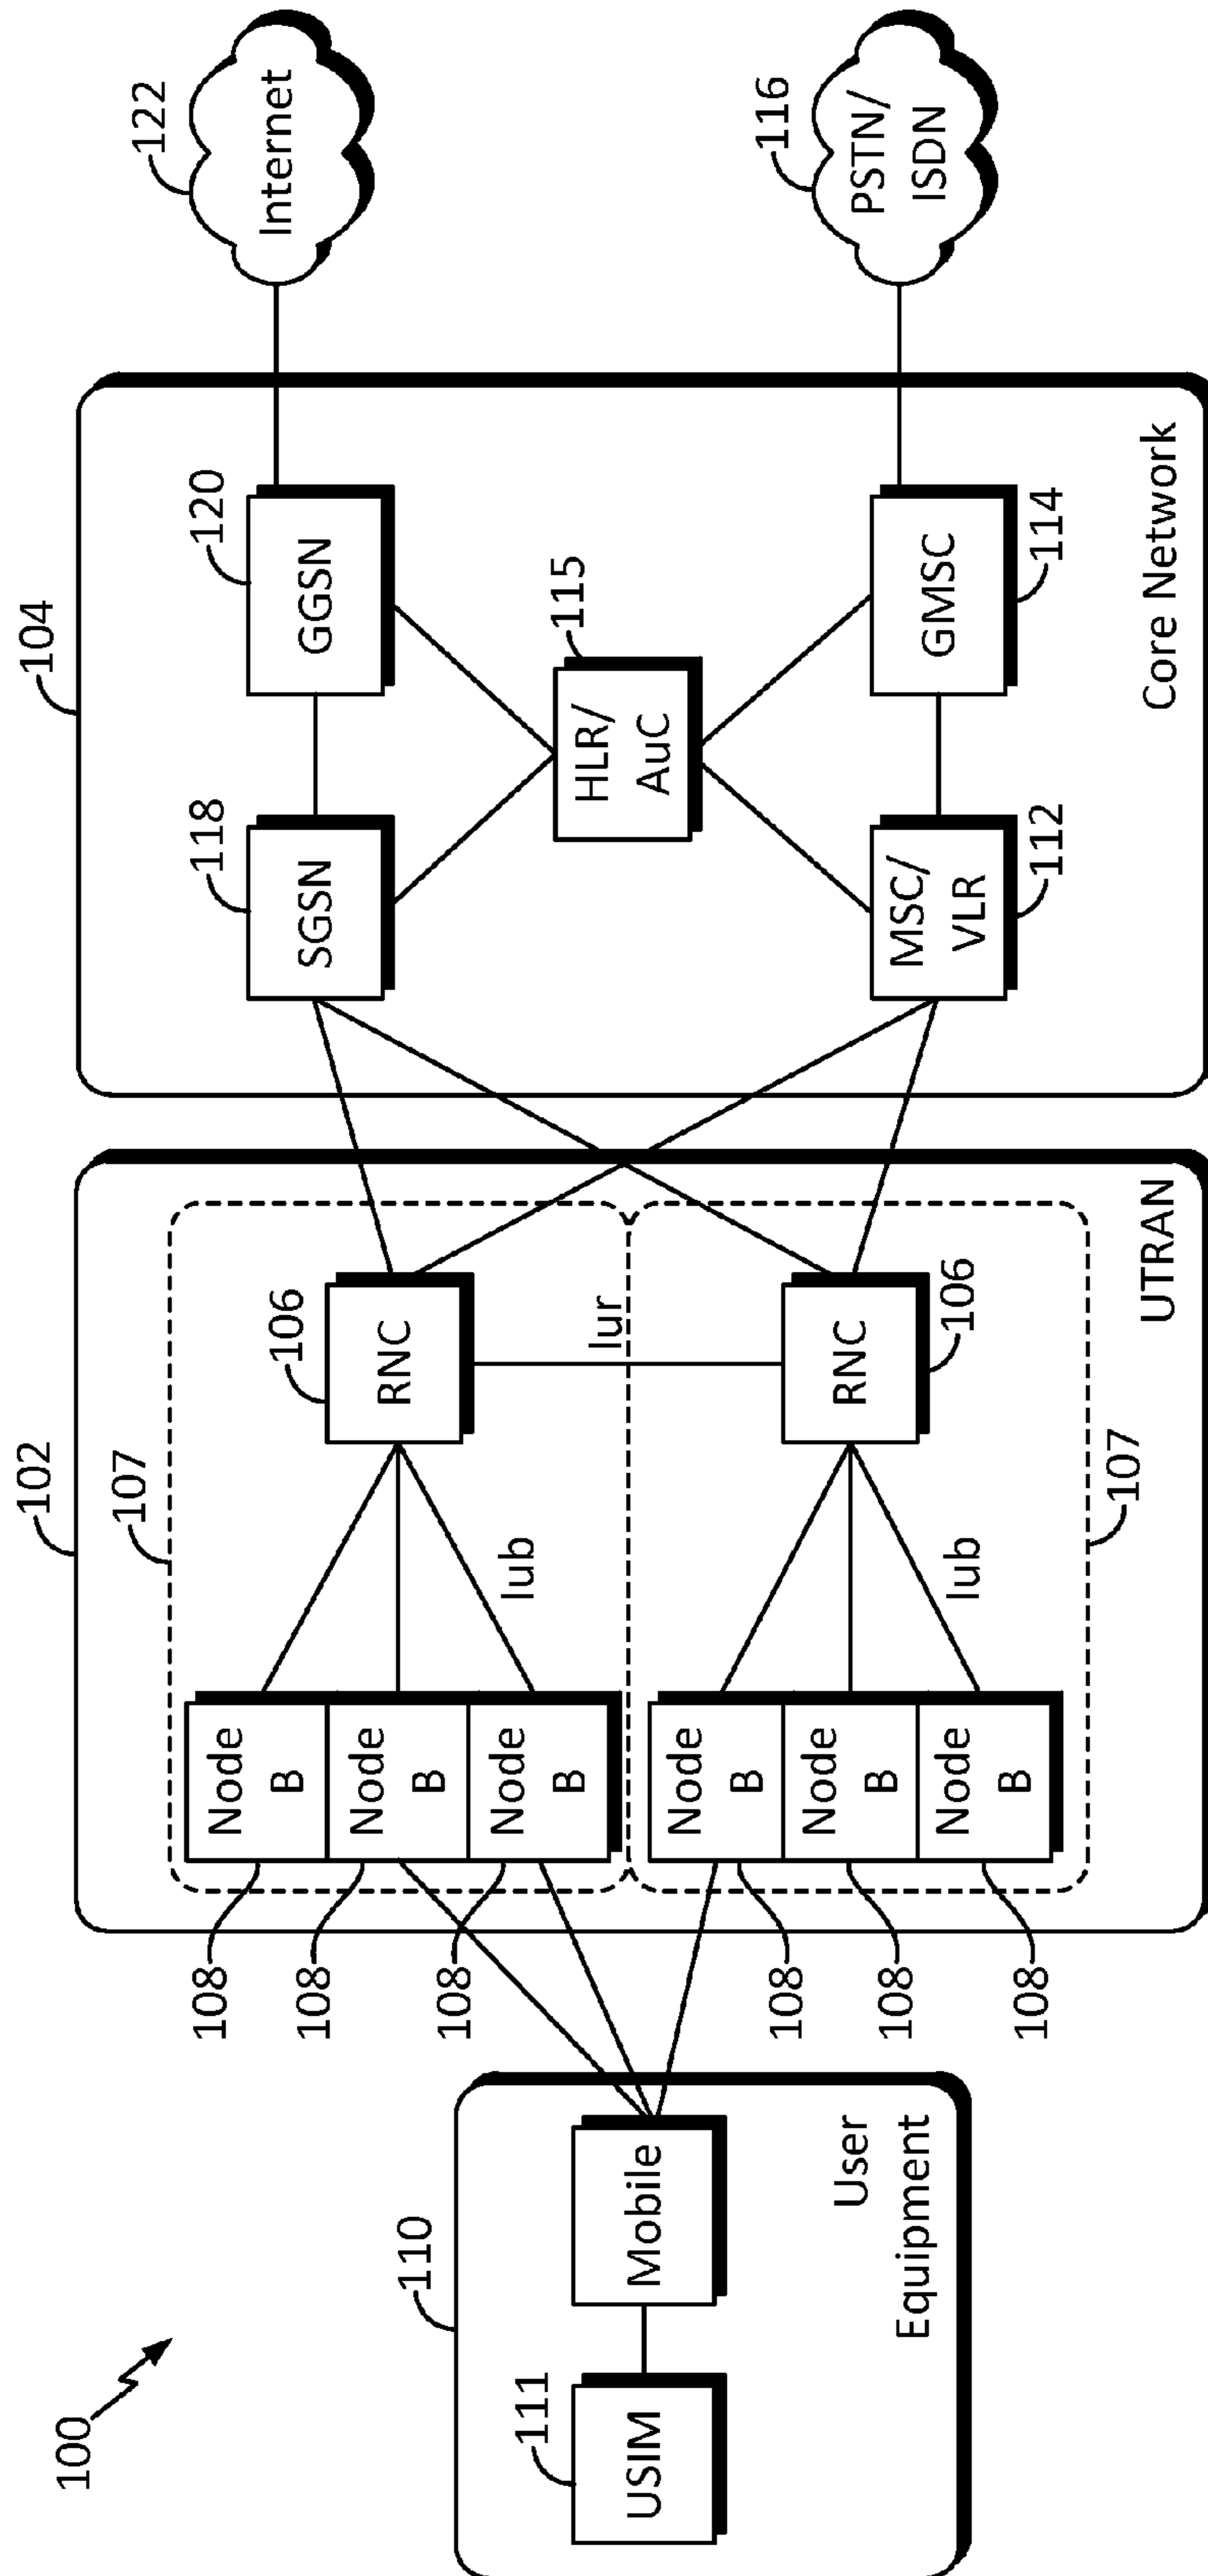 100
110
111
USIM
Mobile
User
Equipment
102
107
108
Node
B
108
Node
B
108
Node
B
Iub
106
RNC
Iur
108
Node
B
108
Node
B
108
Node
B
Iub
RNC
106
107
UTRAN
104
118
SGSN
120
GGSN
HLR/
AuC
115
MSC/
VLR
112
GMSC
114
Core Network
122
Internet
116
PSTN/
ISDN